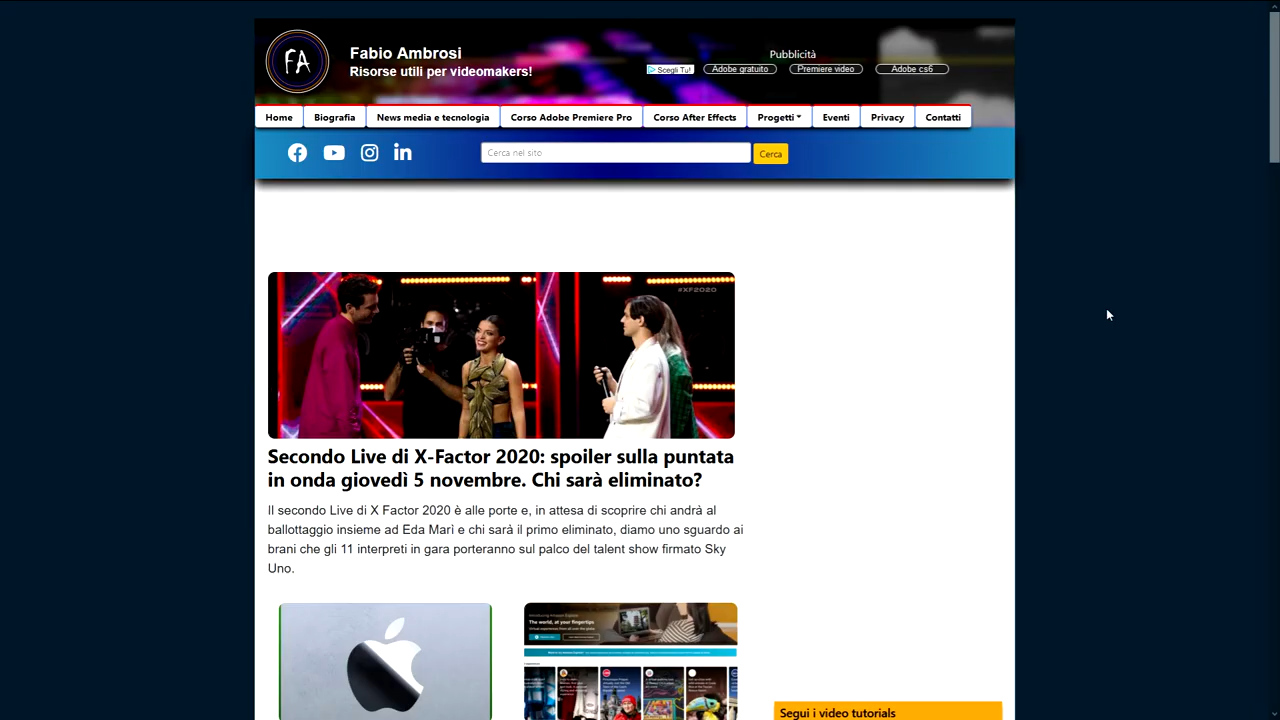 FA
Fabio Ambrosi
Risorse utili per videomakers!
Pubblicità
Scegli Tu! Adobe gratuito Premiere video Adobe cs6
Home Biografia News media e tecnologia Corso Adobe Premiere Pro Corso After Effects Progetti Eventi Privacy Contatti
Cerca nel sito Cerca
#XF2020
Secondo Live di X-Factor 2020: spoiler sulla puntata
in onda giovedì 5 novembre. Chi sarà eliminato?
Il secondo Live di X Factor 2020 è alle porte e, in attesa di scoprire chi andrà al
ballottaggio insieme ad Eda Marì e chi sarà il primo eliminato, diamo uno sguardo ai
brani che gli 11 interpreti in gara porteranno sul palco del talent show firmato Sky
Uno.
The world, at your fingertips
Segui i video tutorials